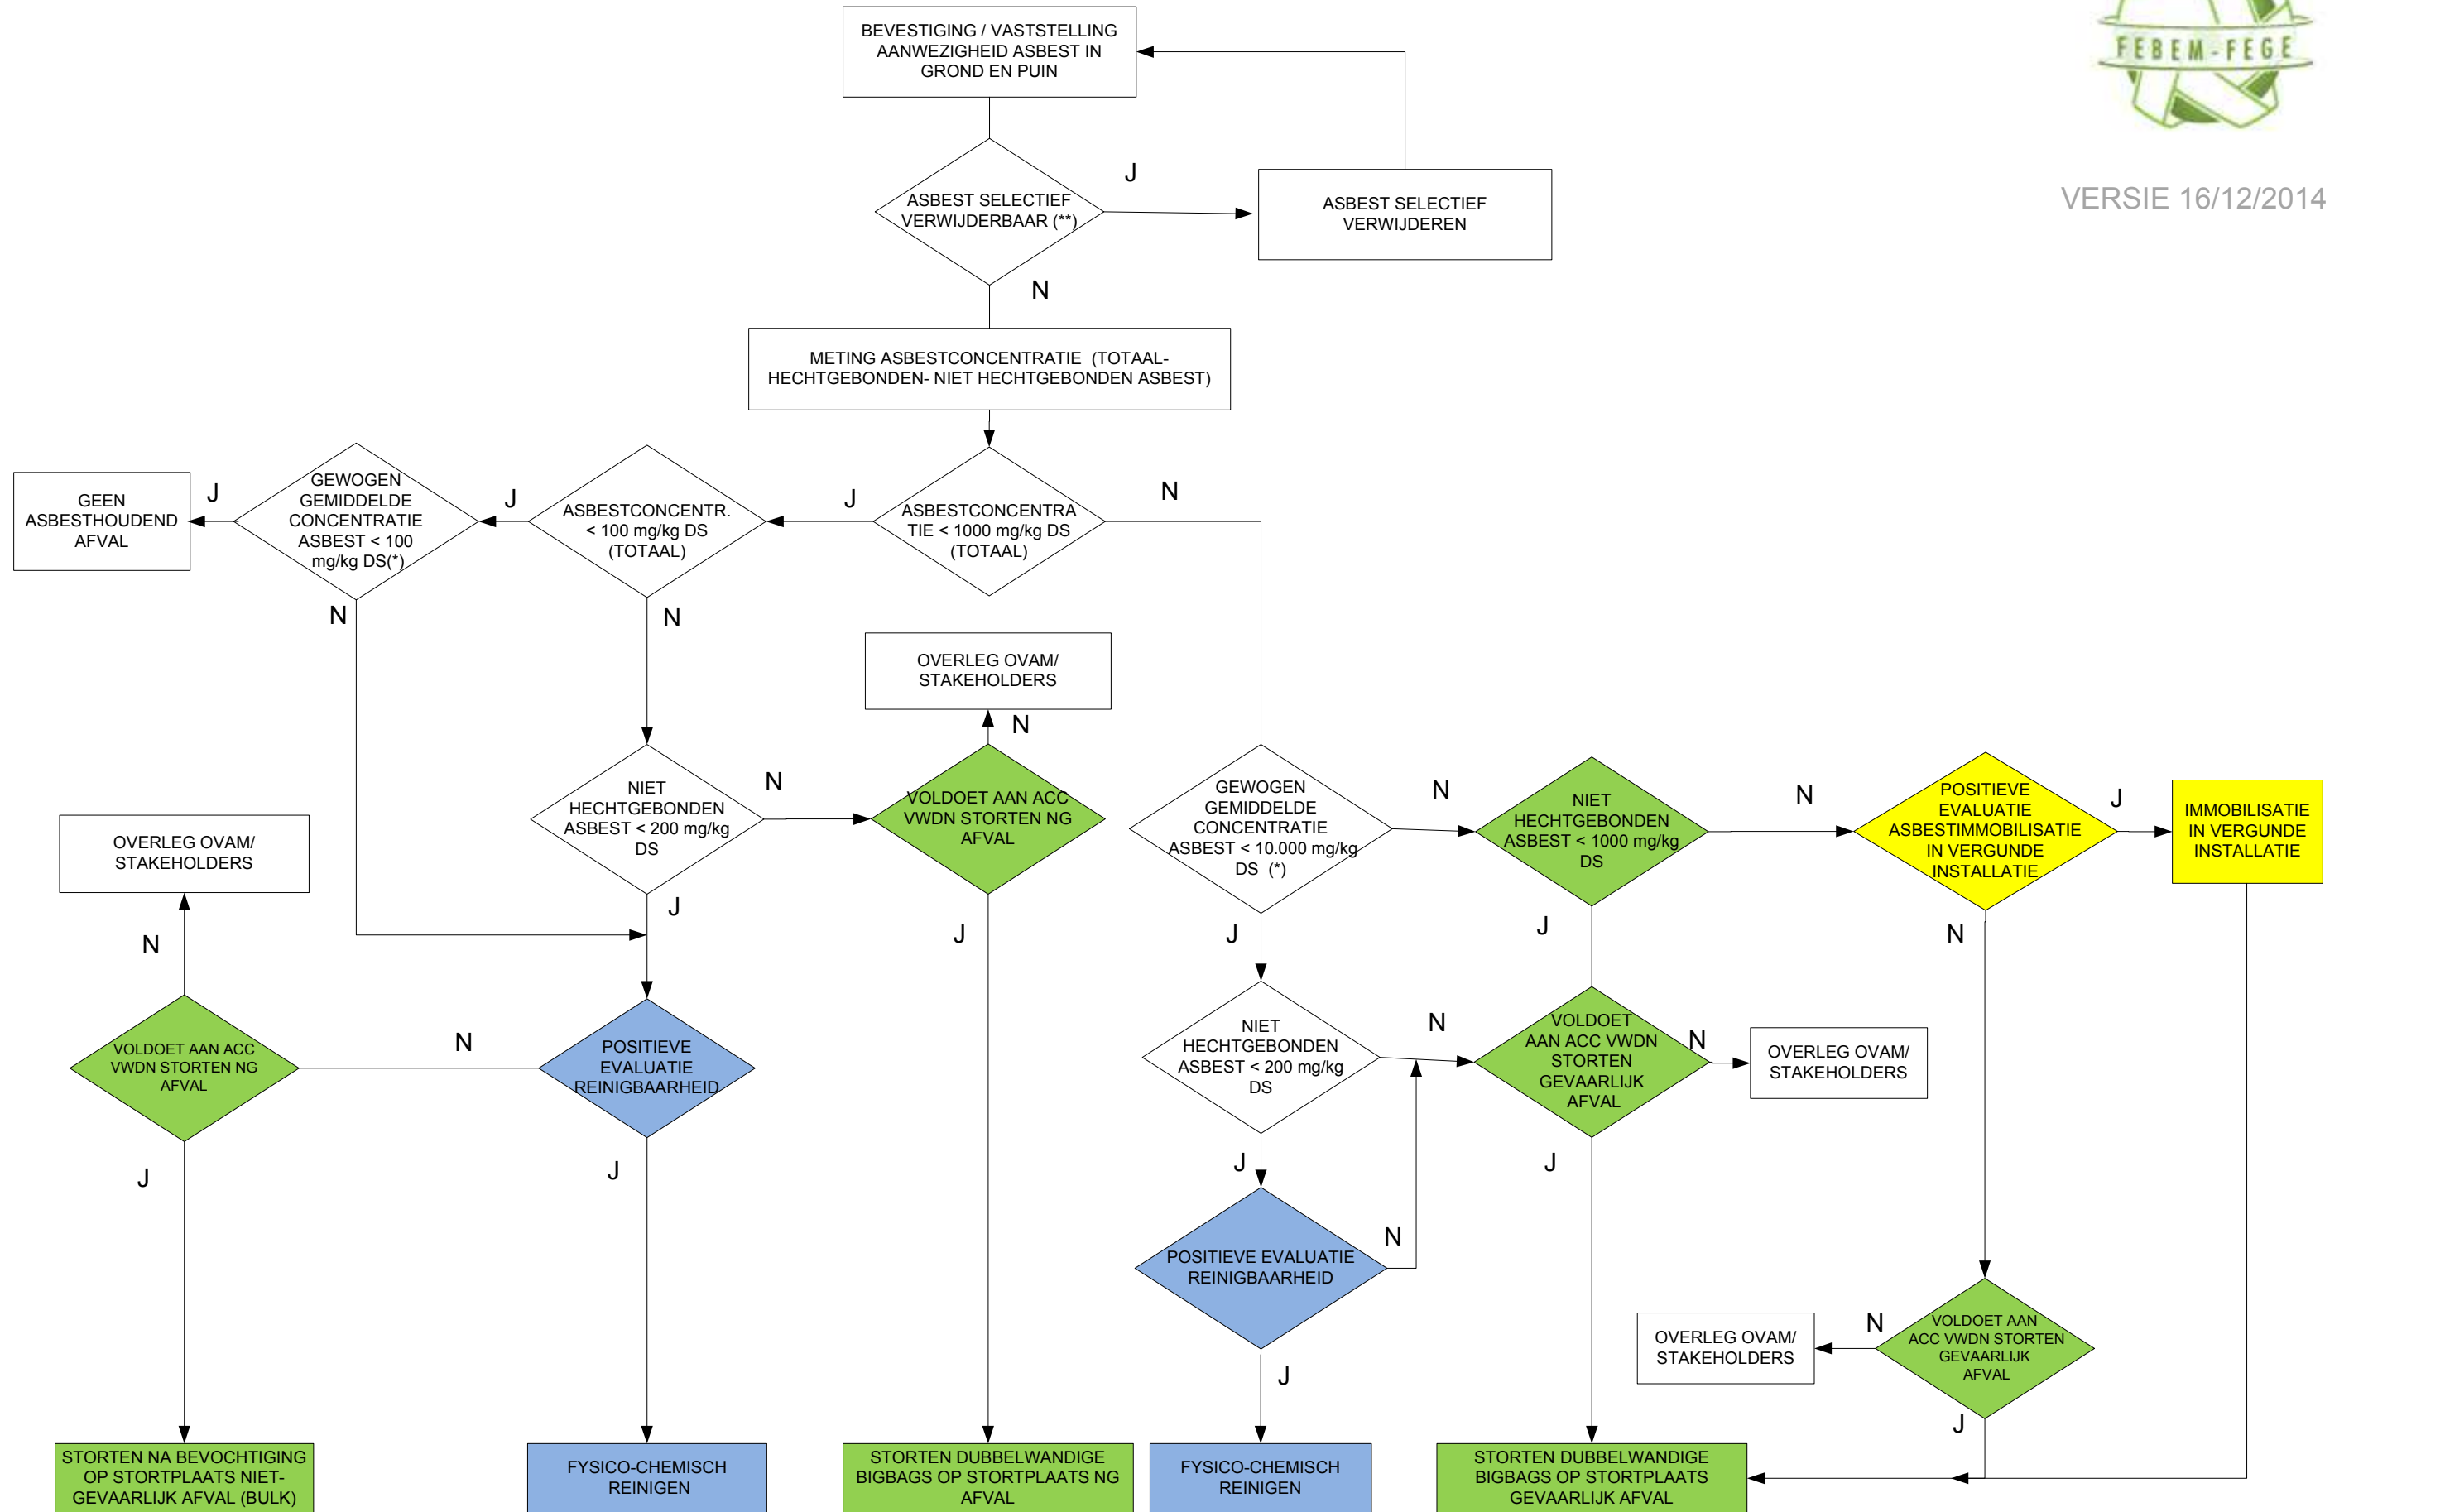 BEVESTIGING / VASTSTELLING
AANWEZIGHEID ASBEST IN
GROND EN PUIN
FEBEM-FEGE
VERSIE 16/12/2014
ASBEST SELECTIEF
VERWIJDERBAAR (**)
J
ASBEST SELECTIEF
VERWIJDEREN
N
METING ASBESTCONCENTRATIE (TOTAAL-
HECHTGEBONDEN- NIET HECHTGEBONDEN ASBEST)
GEEN
ASBESTHOUDEND
AFVAL
J
GEWOGEN
GEMIDDELDE
CONCENTRATIE
ASBEST < 100
mg/kg DS(*)
J
ASBESTCONCENTR.
< 100 mg/kg DS
(TOTAAL)
J
ASBESTCONCENTRA
TIE < 1000 mg/kg DS
(TOTAAL)
N
N
N
OVERLEG OVAM/
STAKEHOLDERS
N
OVERLEG OVAM/
STAKEHOLDERS
NIET
HECHTGEBONDEN
ASBEST < 200 mg/kg
DS
N
VOLDOET AAN ACC
VWDN STORTEN NG
AFVAL
GEWOGEN
GEMIDDELDE
CONCENTRATIE
ASBEST < 10.000 mg/kg
DS (*)
N
NIET
HECHTGEBONDEN
ASBEST < 1000 mg/kg
DS
N
POSITIEVE
EVALUATIE
ASBESTIMMOBILISATIE
IN VERGUNDE
INSTALLATIE
J
IMMOBILISATIE
IN VERGUNDE
INSTALLATIE
N
J
J
J
J
N
VOLDOET AAN ACC
VWDN STORTEN NG
AFVAL
N
POSITIEVE
EVALUATIE
REINIGBAARHEID
NIET
HECHTGEBONDEN
ASBEST < 200 mg/kg
DS
N
VOLDOET
AAN ACC VWDN
STORTEN
GEVAARLIJK
AFVAL
N
OVERLEG OVAM/
STAKEHOLDERS
J
J
J
J
POSITIEVE EVALUATIE
REINIGBAARHEID
N
OVERLEG OVAM/
STAKEHOLDERS
N
VOLDOET AAN
ACC VWDN STORTEN
GEVAARLIJK
AFVAL
J
J
STORTEN NA BEVOCHTIGING
OP STORTPLAATS NIET-
GEVAARLIJK AFVAL (BULK)
FYSICO-CHEMISCH
REINIGEN
STORTEN DUBBELWANDIGE
BIGBAGS OP STORTPLAATS NG
AFVAL
FYSICO-CHEMISCH
REINIGEN
STORTEN DUBBELWANDIGE
BIGBAGS OP STORTPLAATS
GEVAARLIJK AFVAL